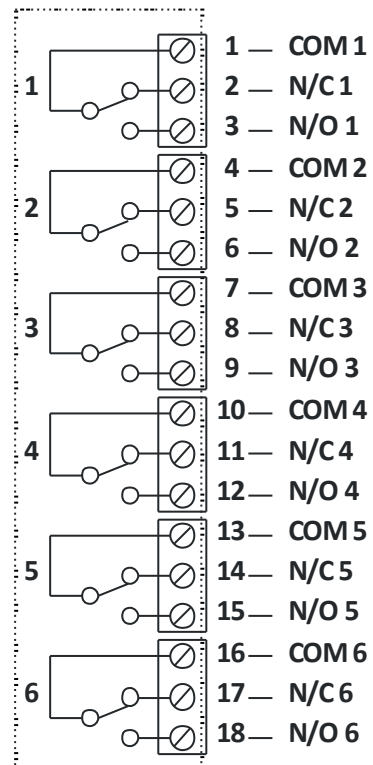 1 — COM 1
1
2 — N/C 1
3 — N/O 1
4 — COM 2
2
5 — N/C 2
6 — N/O 2
7 — COM 3
3
8 — N/C 3
9 — N/O 3
10 — COM 4
4
11 — N/C 4
12 — N/O 4
13 — COM 5
5
14 — N/C 5
15 — N/O 5
16 — COM 6
6
17 — N/C 6
18 — N/O 6